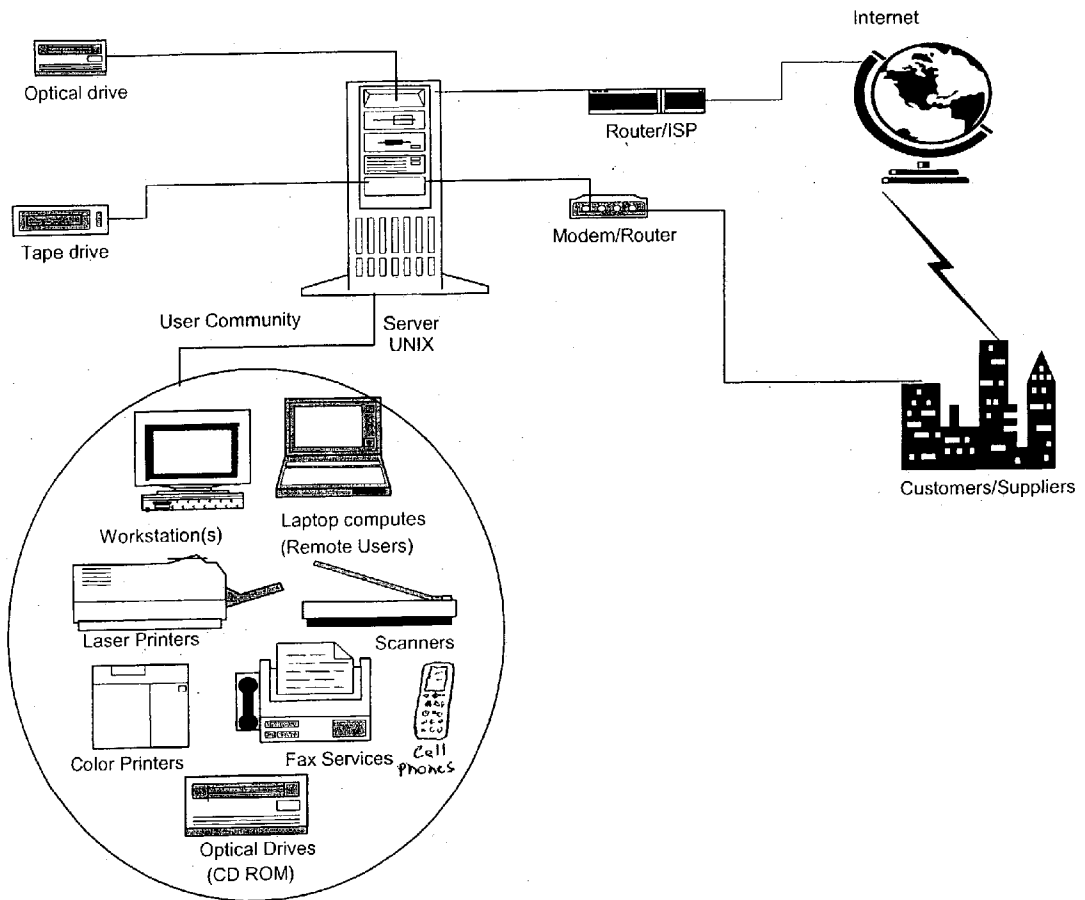 Internet
Optical drive
Router/ISP
Tape drive
Modem/Router
User Community
Server
UNIX
Customers/Suppliers
Workstation(s)
Laptop computes
(Remote Users)
Laser Printers
Scanners
Color Printers
Fax Services
Cell
phones
Optical Drives
(CD ROM)